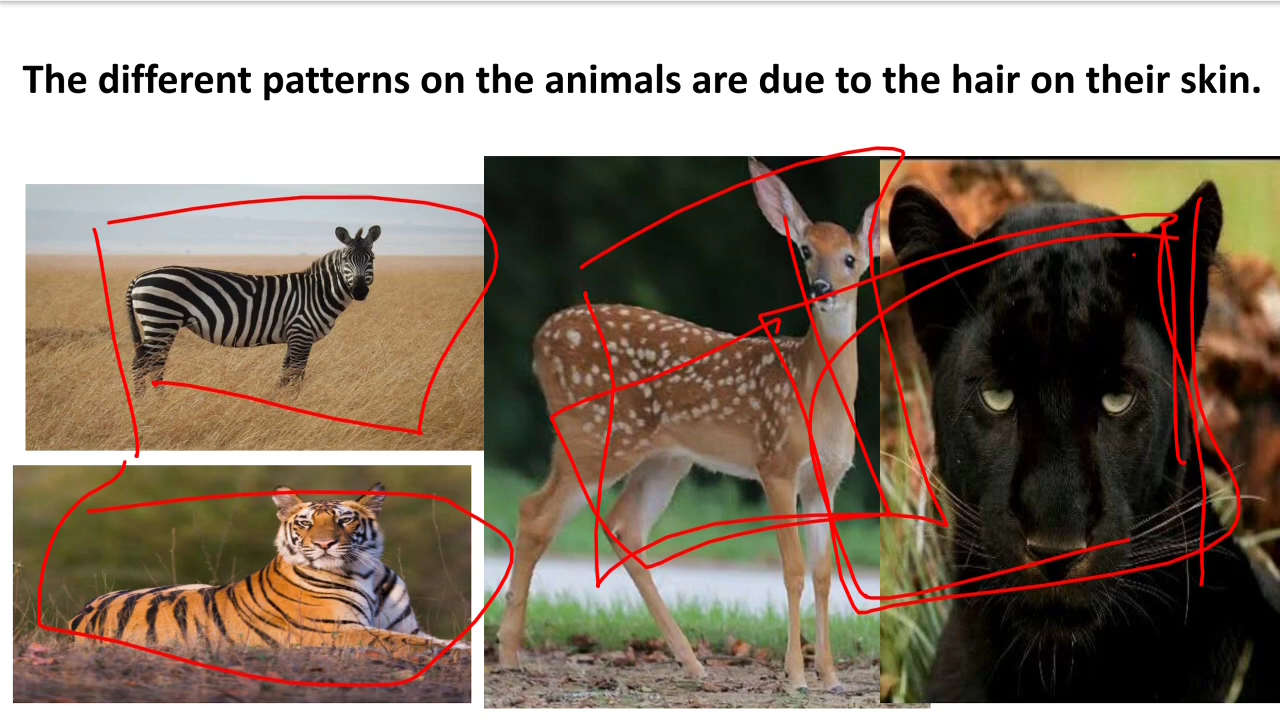 The different patterns on the animals are due to the hair on their skin.